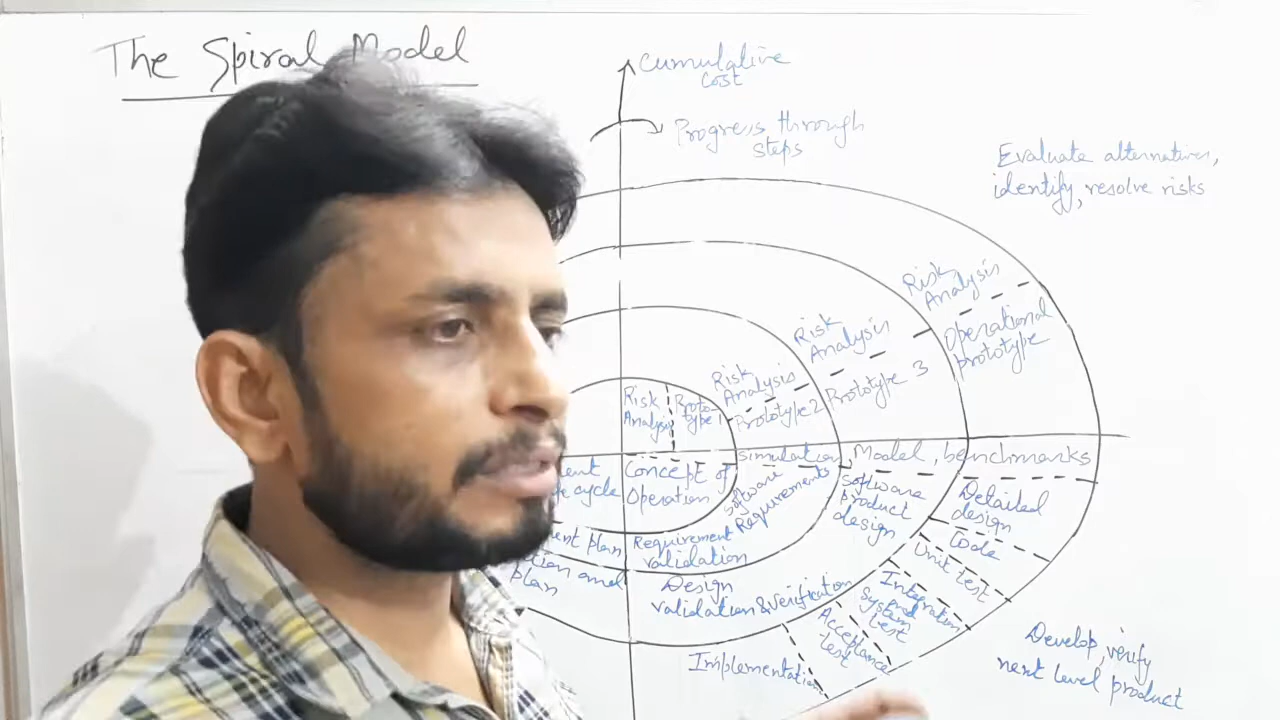 The Spiral Model
Cumulative
cost
Progress through
steps
Evaluate alternatives,
identify, resolve risks
Risk
Analysis
Operational
prototype
Risk
Analysis
Prototype 3
Risk
Analysis
Prototype 2
Risk
Analysis
Proto-
type 1
simulation
Model, benchmarks
Concept of
Operation
Software
Requirements
Software
product
design
Detailed
design
Code
Unit test
Integration
and
system
test
Acceptance
test
Implementation
Requirement
validation
Design
validation & verification
cycle
plan
and
plan
Develop, verify
next level product